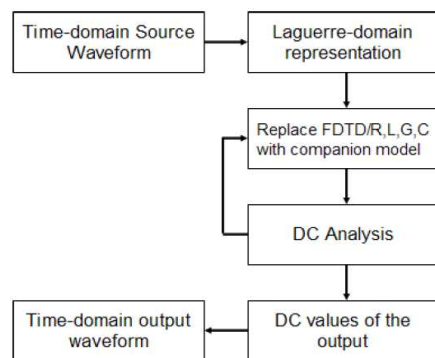 Time-domain Source
Waveform
Laguerre-domain
representation
Replace FDTD/R,L,G,C
with companion model
DC Analysis
DC values of the
output
Time-domain output
waveform